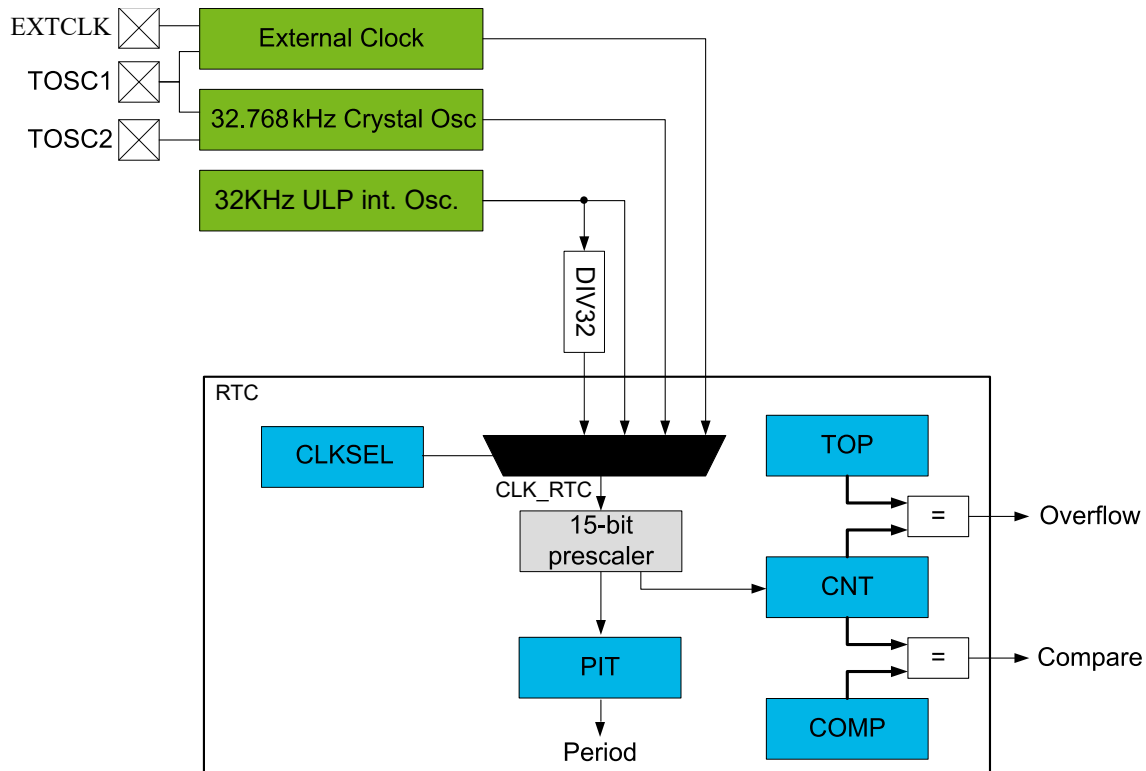 EXTCLK
External Clock
TOSC1
32.768 kHz Crystal Osc
TOSC2
32KHz ULP int. Osc.
DIV32
RTC
CLKSEL
TOP
CLK_RTC
15-bit
prescaler
=
Overflow
CNT
PIT
=
Compare
COMP
Period